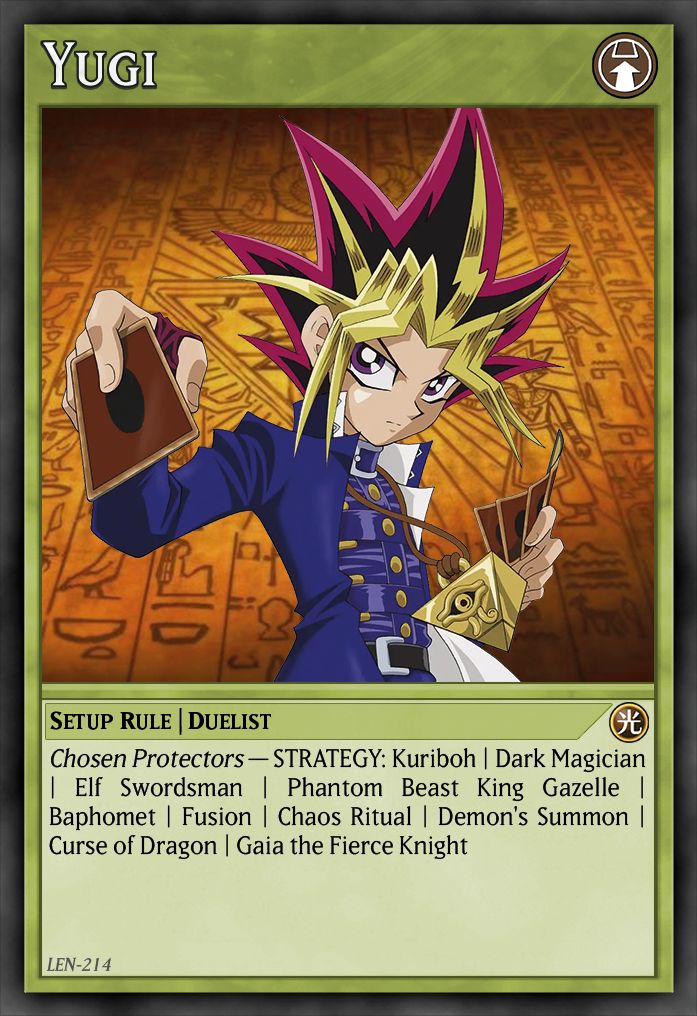 Yugi
Setup Rule | Duelist
光
Chosen Protectors — STRATEGY: Kuriboh | Dark Magician
| Elf Swordsman | Phantom Beast King Gazelle |
Baphomet | Fusion | Chaos Ritual | Demon's Summon |
Curse of Dragon | Gaia the Fierce Knight
LEN-214